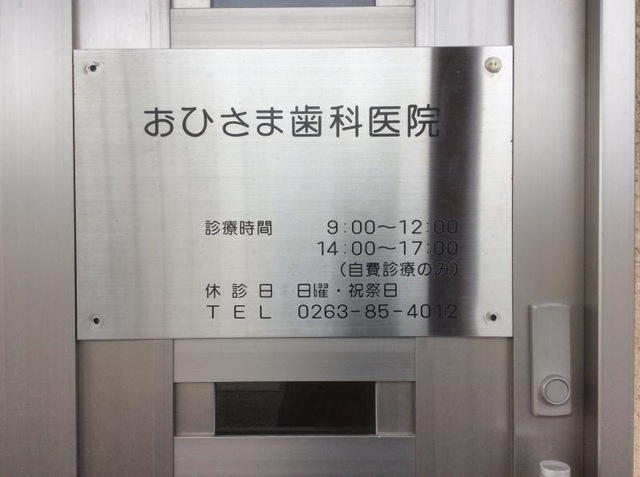 おひさま歯科医院
診療時間 9:00〜12:00
14:00〜17:00
(自費診療のみ)
休診日 日曜・祝祭日
TEL 0263-85-4012